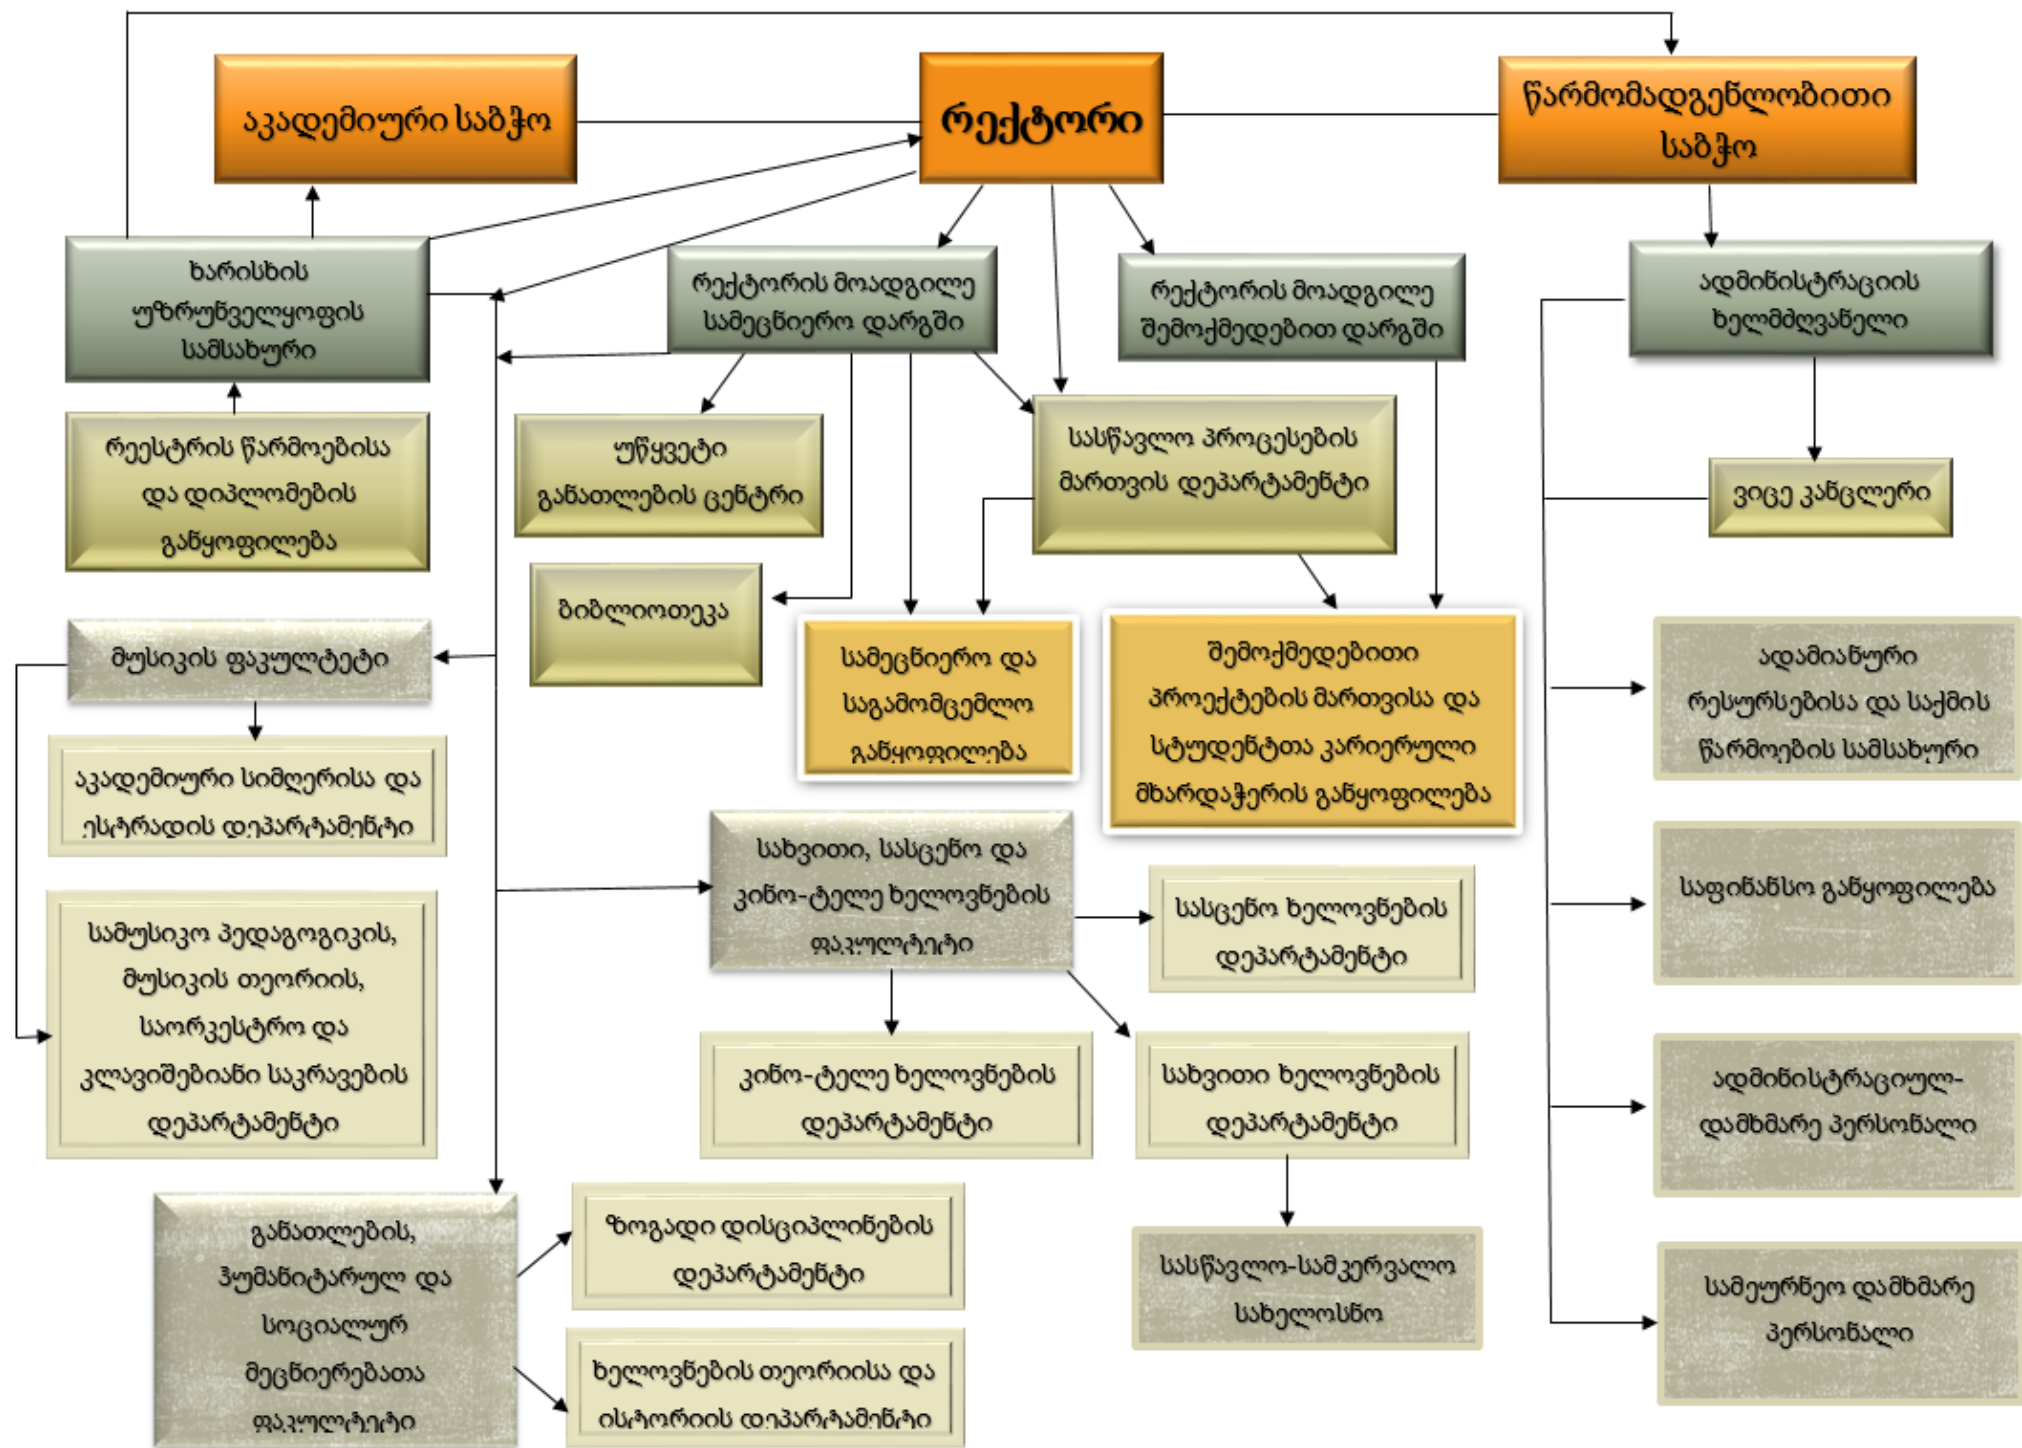 აკადემიური საბჭო
რექტორი
წარმომადგენლობითი
საბჭო
ხარისხის
უზრუნველყოფის
სამსახური
რექტორის მოადგილე
სამეცნიერო დარგში
რექტორის მოადგილე
შემოქმედებით დარგში
ადმინისტრაციის
ხელმძღვანელი
რეესტრის წარმოებისა
და დიპლომების
განყოფილება
უწყვეტი
განათლების ცენტრი
სასწავლო პროცესების
მართვის დეპარტამენტი
ვიცე კანცლერი
ბიბლიოთეკა
მუსიკის ფაკულტეტი
სამეცნიერო და
საგამომცემლო
განყოფილება
შემოქმედებითი
პროექტების მართვისა და
სტუდენტთა კარიერული
მხარდაჭერის განყოფილება
ადამიანური
რესურსებისა და საქმის
წარმოების სამსახური
აკადემიური სიმღერისა და
ესტრადის დეპარტამენტი
სახვითი, სასცენო და
კინო-ტელე ხელოვნების
ფაკულტეტი
საფინანსო განყოფილება
სამუსიკო პედაგოგიკის,
მუსიკის თეორიის,
საორკესტრო და
კლავიშებიანი საკრავების
დეპარტამენტი
სასცენო ხელოვნების
დეპარტამენტი
კინო-ტელე ხელოვნების
დეპარტამენტი
სახვითი ხელოვნების
დეპარტამენტი
ადმინისტრაციულ-
დამხმარე პერსონალი
განათლების,
ჰუმანიტარულ და
სოციალურ
მეცნიერებათა
ფაკულტეტი
ზოგადი დისციპლინების
დეპარტამენტი
სასწავლო-სამკერვალო
სახელოსნო
სამეურნეო დამხმარე
პერსონალი
ხელოვნების თეორიისა და
ისტორიის დეპარტამენტი